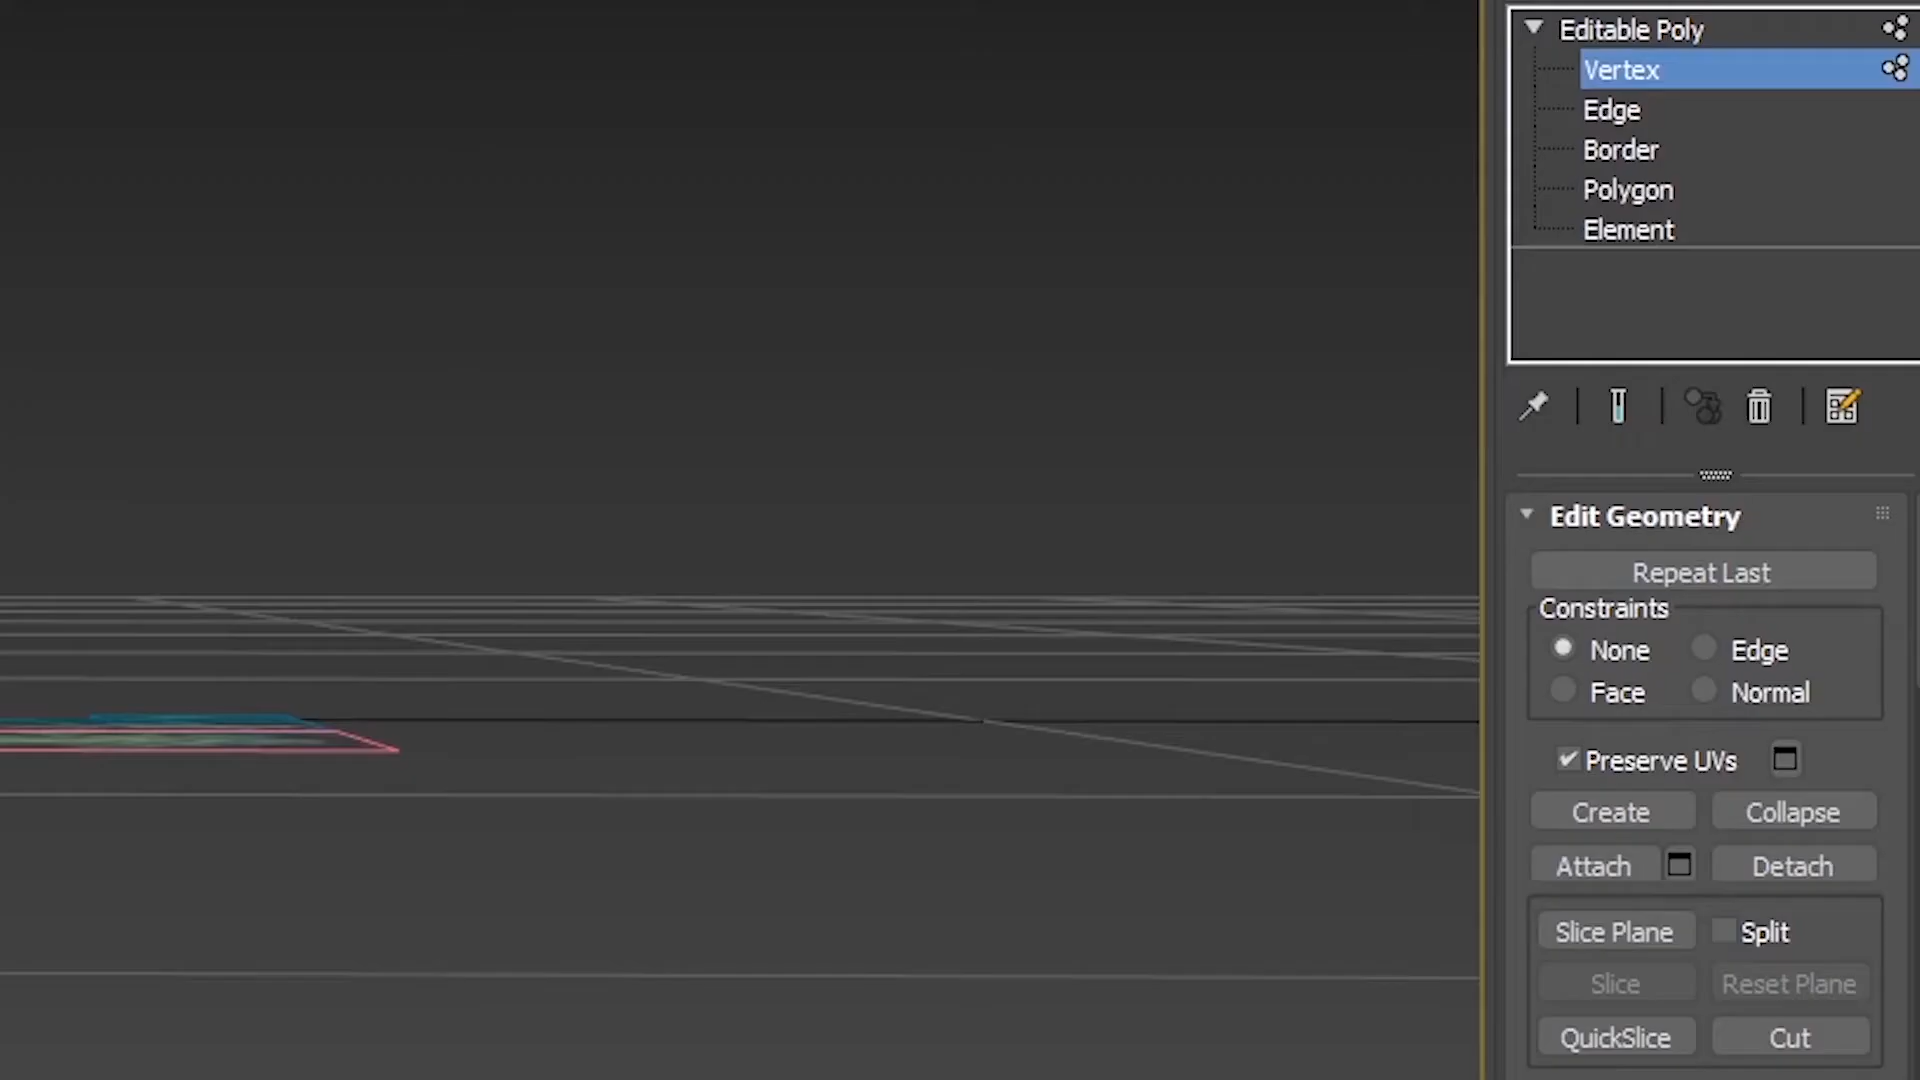 Editable Poly
Vertex
Edge
Border
Polygon
Element
Edit Geometry
Repeat Last
Constraints
None Edge
Face Normal
Preserve UVs
Create Collapse
Attach Detach
Slice Plane Split
Slice Reset Plane
QuickSlice Cut